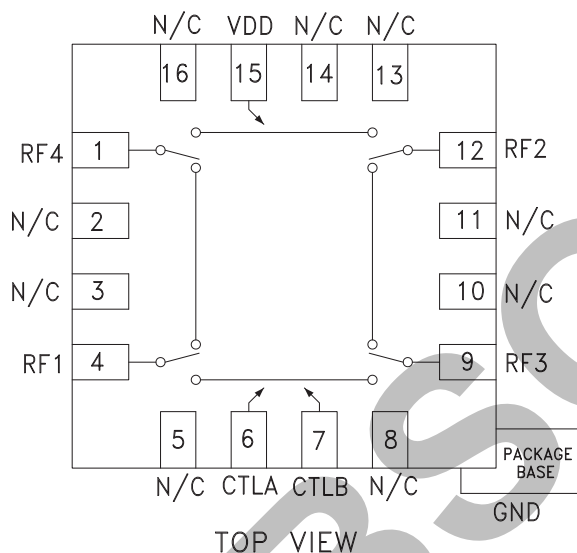 N/C VDD N/C N/C
16 15 14 13
RF4 1 12 RF2
N/C 2 11 N/C
N/C 3 10 N/C
RF1 4 9 RF3
5 6 7 8
N/C CTLA CTLB N/C
PACKAGE
BASE
GND
TOP VIEW